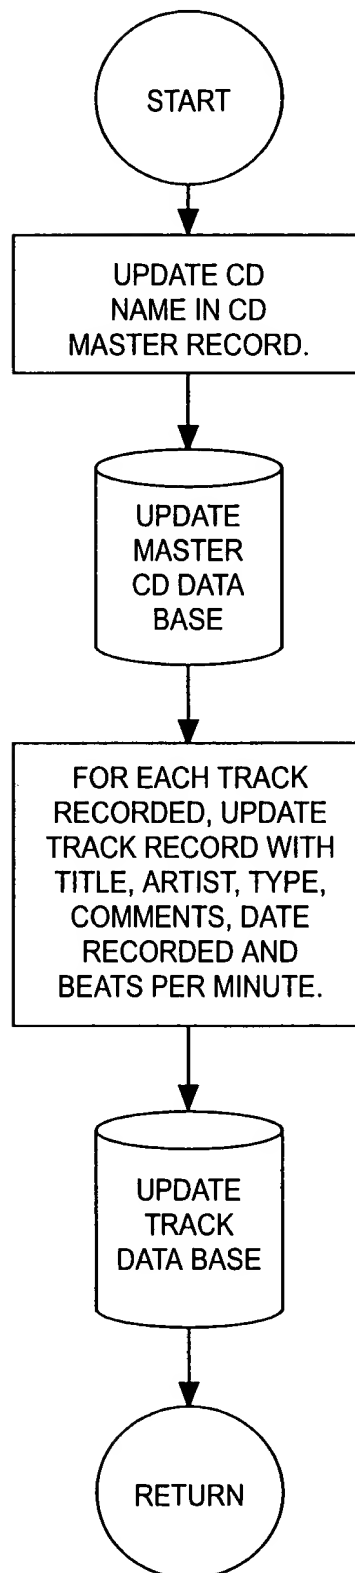 START
UPDATE CD
NAME IN CD
MASTER RECORD.
UPDATE
MASTER
CD DATA
BASE
FOR EACH TRACK
RECORDED, UPDATE
TRACK RECORD WITH
TITLE, ARTIST, TYPE,
COMMENTS, DATE
RECORDED AND
BEATS PER MINUTE.
UPDATE
TRACK
DATA BASE
RETURN